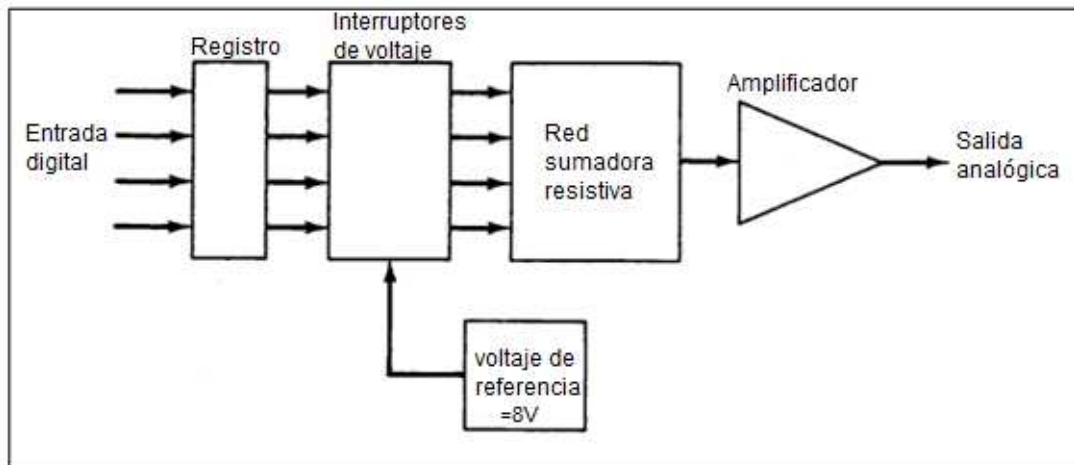 Registro
Interruptores
de voltaje
Amplificador
Entrada
digital
Red
sumadora
resistiva
Salida
analógica
voltaje de
referencia
=8V